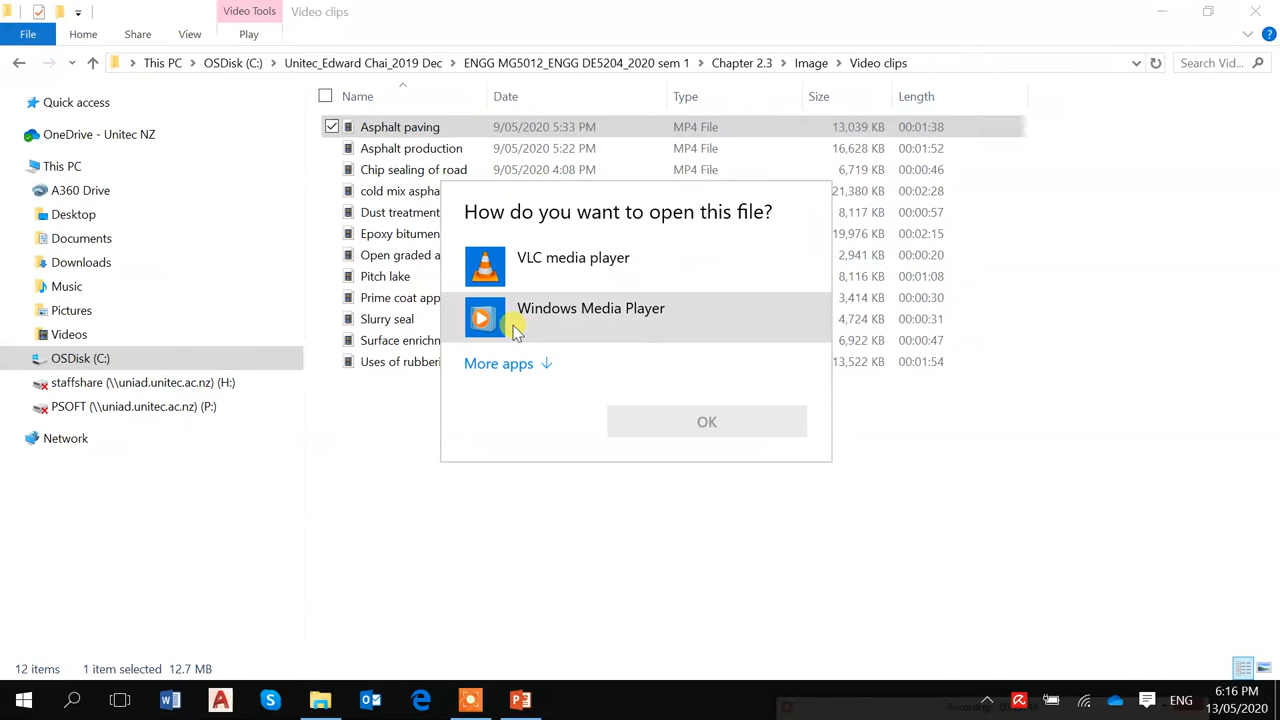 Video Tools
Video clips
File
Home
Share
View
Play
This PC
OSDisk (C:)
Unitec_Edward Chai_2019 Dec
ENGG MG5012_ENGG DE5204_2020 sem 1
Chapter 2.3
Image
Video clips
Search Vid...
Quick access
OneDrive - Unitec NZ
This PC
A360 Drive
Desktop
Documents
Downloads
Music
Pictures
Videos
OSDisk (C:)
staffshare (\\uniad.unitec.ac.nz) (H:)
PSOFT (\\uniad.unitec.ac.nz) (P:)
Network
Name Date Type Size Length
Asphalt paving 9/05/2020 5:33 PM MP4 File 13,039 KB 00:01:38
Asphalt production 9/05/2020 5:22 PM MP4 File 16,628 KB 00:01:52
Chip sealing of road 9/05/2020 4:08 PM MP4 File 6,719 KB 00:00:46
cold mix aspha 21,380 KB 00:02:28
Dust treatment 8,117 KB 00:00:57
Epoxy bitumen 19,976 KB 00:02:15
Open graded a 2,941 KB 00:00:20
Pitch lake 8,116 KB 00:01:08
Prime coat app 3,414 KB 00:00:30
Slurry seal 4,724 KB 00:00:31
Surface enrichn 6,922 KB 00:00:47
Uses of rubberi 13,522 KB 00:01:54
How do you want to open this file?
VLC media player
Windows Media Player
More apps
OK
12 items 1 item selected 12.7 MB
ENG
6:16 PM
13/05/2020